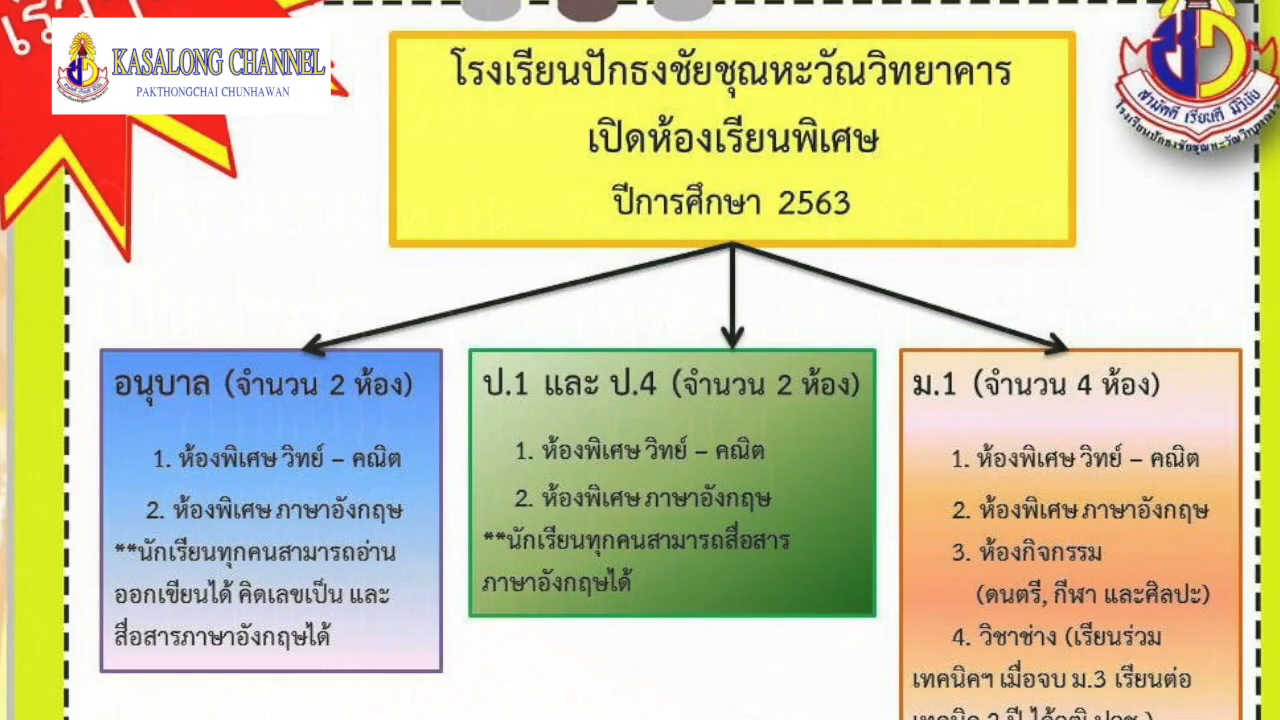 KASALONG CHANNEL
PAKTHONGCHAI CHUNHAWAN
โรงเรียนปักธงชัยชุณหะวัณวิทยาคาร
เปิดห้องเรียนพิเศษ
ปีการศึกษา 2563
สามัคคี เรียนดี มีวินัย
อนุบาล (จำนวน 2 ห้อง)
1. ห้องพิเศษ วิทย์ – คณิต
2. ห้องพิเศษ ภาษาอังกฤษ
**นักเรียนทุกคนสามารถอ่าน
ออกเขียนได้ คิดเลขเป็น และ
สื่อสารภาษาอังกฤษได้
ป.1 และ ป.4 (จำนวน 2 ห้อง)
1. ห้องพิเศษ วิทย์ – คณิต
2. ห้องพิเศษ ภาษาอังกฤษ
**นักเรียนทุกคนสามารถสื่อสาร
ภาษาอังกฤษได้
ม.1 (จำนวน 4 ห้อง)
1. ห้องพิเศษ วิทย์ – คณิต
2. ห้องพิเศษ ภาษาอังกฤษ
3. ห้องกิจกรรม
(ดนตรี, กีฬา และศิลปะ)
4. วิชาช่าง (เรียนร่วม
เทคนิคฯ เมื่อจบ ม.3 เรียนต่อ